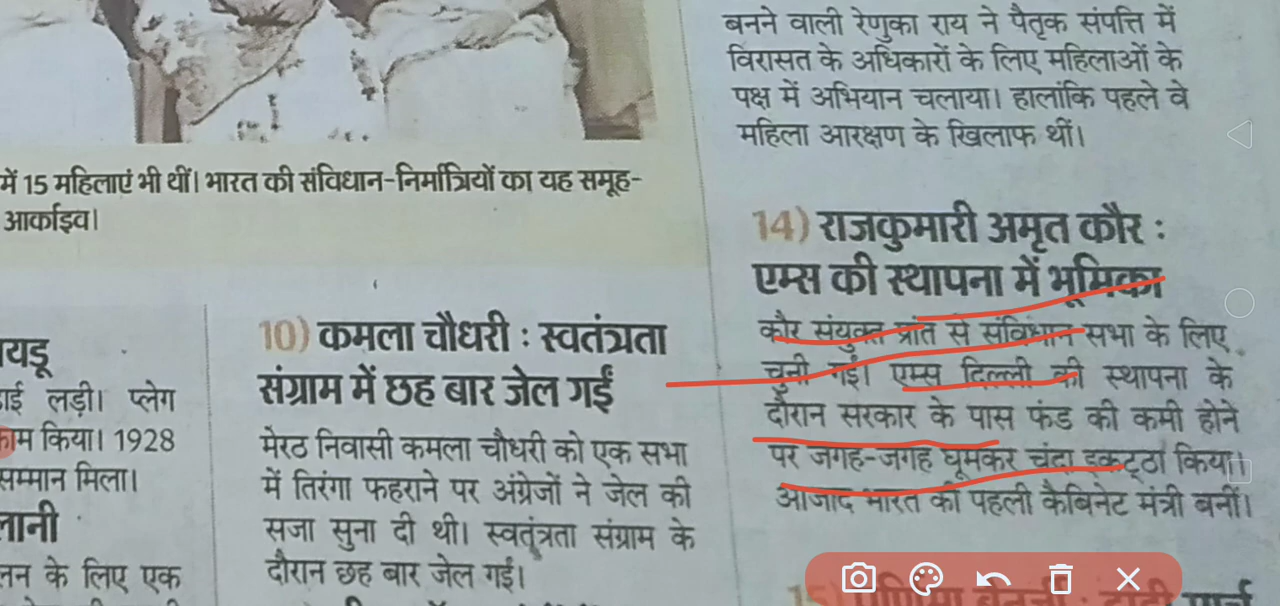 में 15 महिलाएं भी थीं। भारत की संविधान-निर्मात्रियों का यह समूह-
आर्काइव।
यडू
ाई लड़ी। प्लेग
काम किया। 1928
सम्मान मिला।
लानी
लन के लिए एक
10) कमला चौधरी : स्वतंत्रता
संग्राम में छह बार जेल गईं
मेरठ निवासी कमला चौधरी को एक सभा
में तिरंगा फहराने पर अंग्रेजों ने जेल की
सजा सुना दी थी। स्वतंत्रता संग्राम के
दौरान छह बार जेल गईं।
बनने वाली रेणुका राय ने पैतृक संपत्ति में
विरासत के अधिकारों के लिए महिलाओं के
पक्ष में अभियान चलाया। हालांकि पहले वे
महिला आरक्षण के खिलाफ थीं।
14) राजकुमारी अमृत कौर :
एम्स की स्थापना में भूमिका
कौर संयुक्त प्रांत से संविधान सभा के लिए
चुनी गईं। एम्स दिल्ली की स्थापना के
दौरान सरकार के पास फंड की कमी होने
पर जगह-जगह घूमकर चंदा इकट्ठा किया।
आजाद भारत की पहली कैबिनेट मंत्री बनीं।
15)